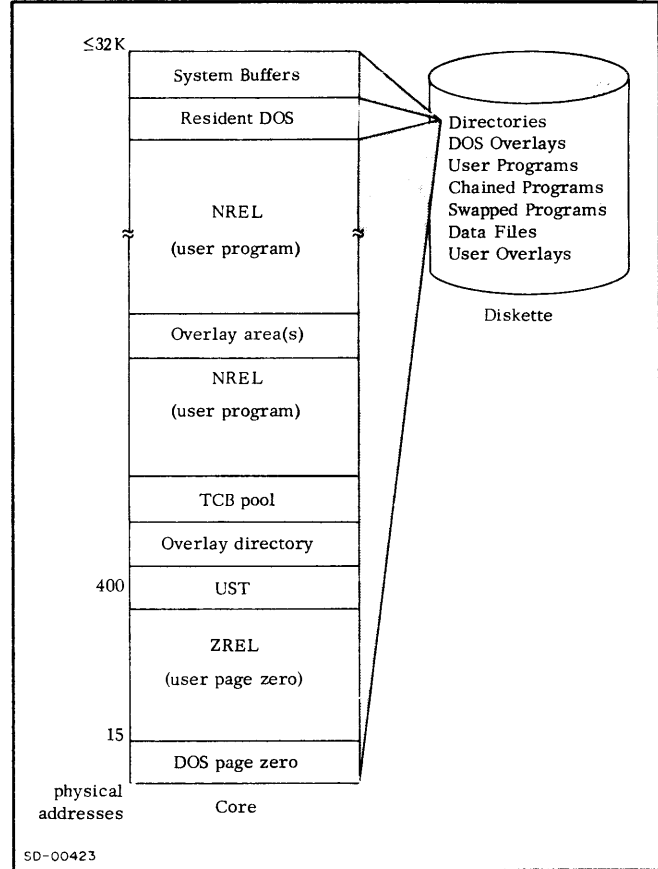 ≤32K
System Buffers
Resident DOS
NREL
(user program)
Overlay area(s)
NREL
(user program)
TCB pool
Overlay directory
400
UST
ZREL
(user page zero)
15
DOS page zero
physical
addresses
Core
Directories
DOS Overlays
User Programs
Chained Programs
Swapped Programs
Data Files
User Overlays
Diskette
SD-00423